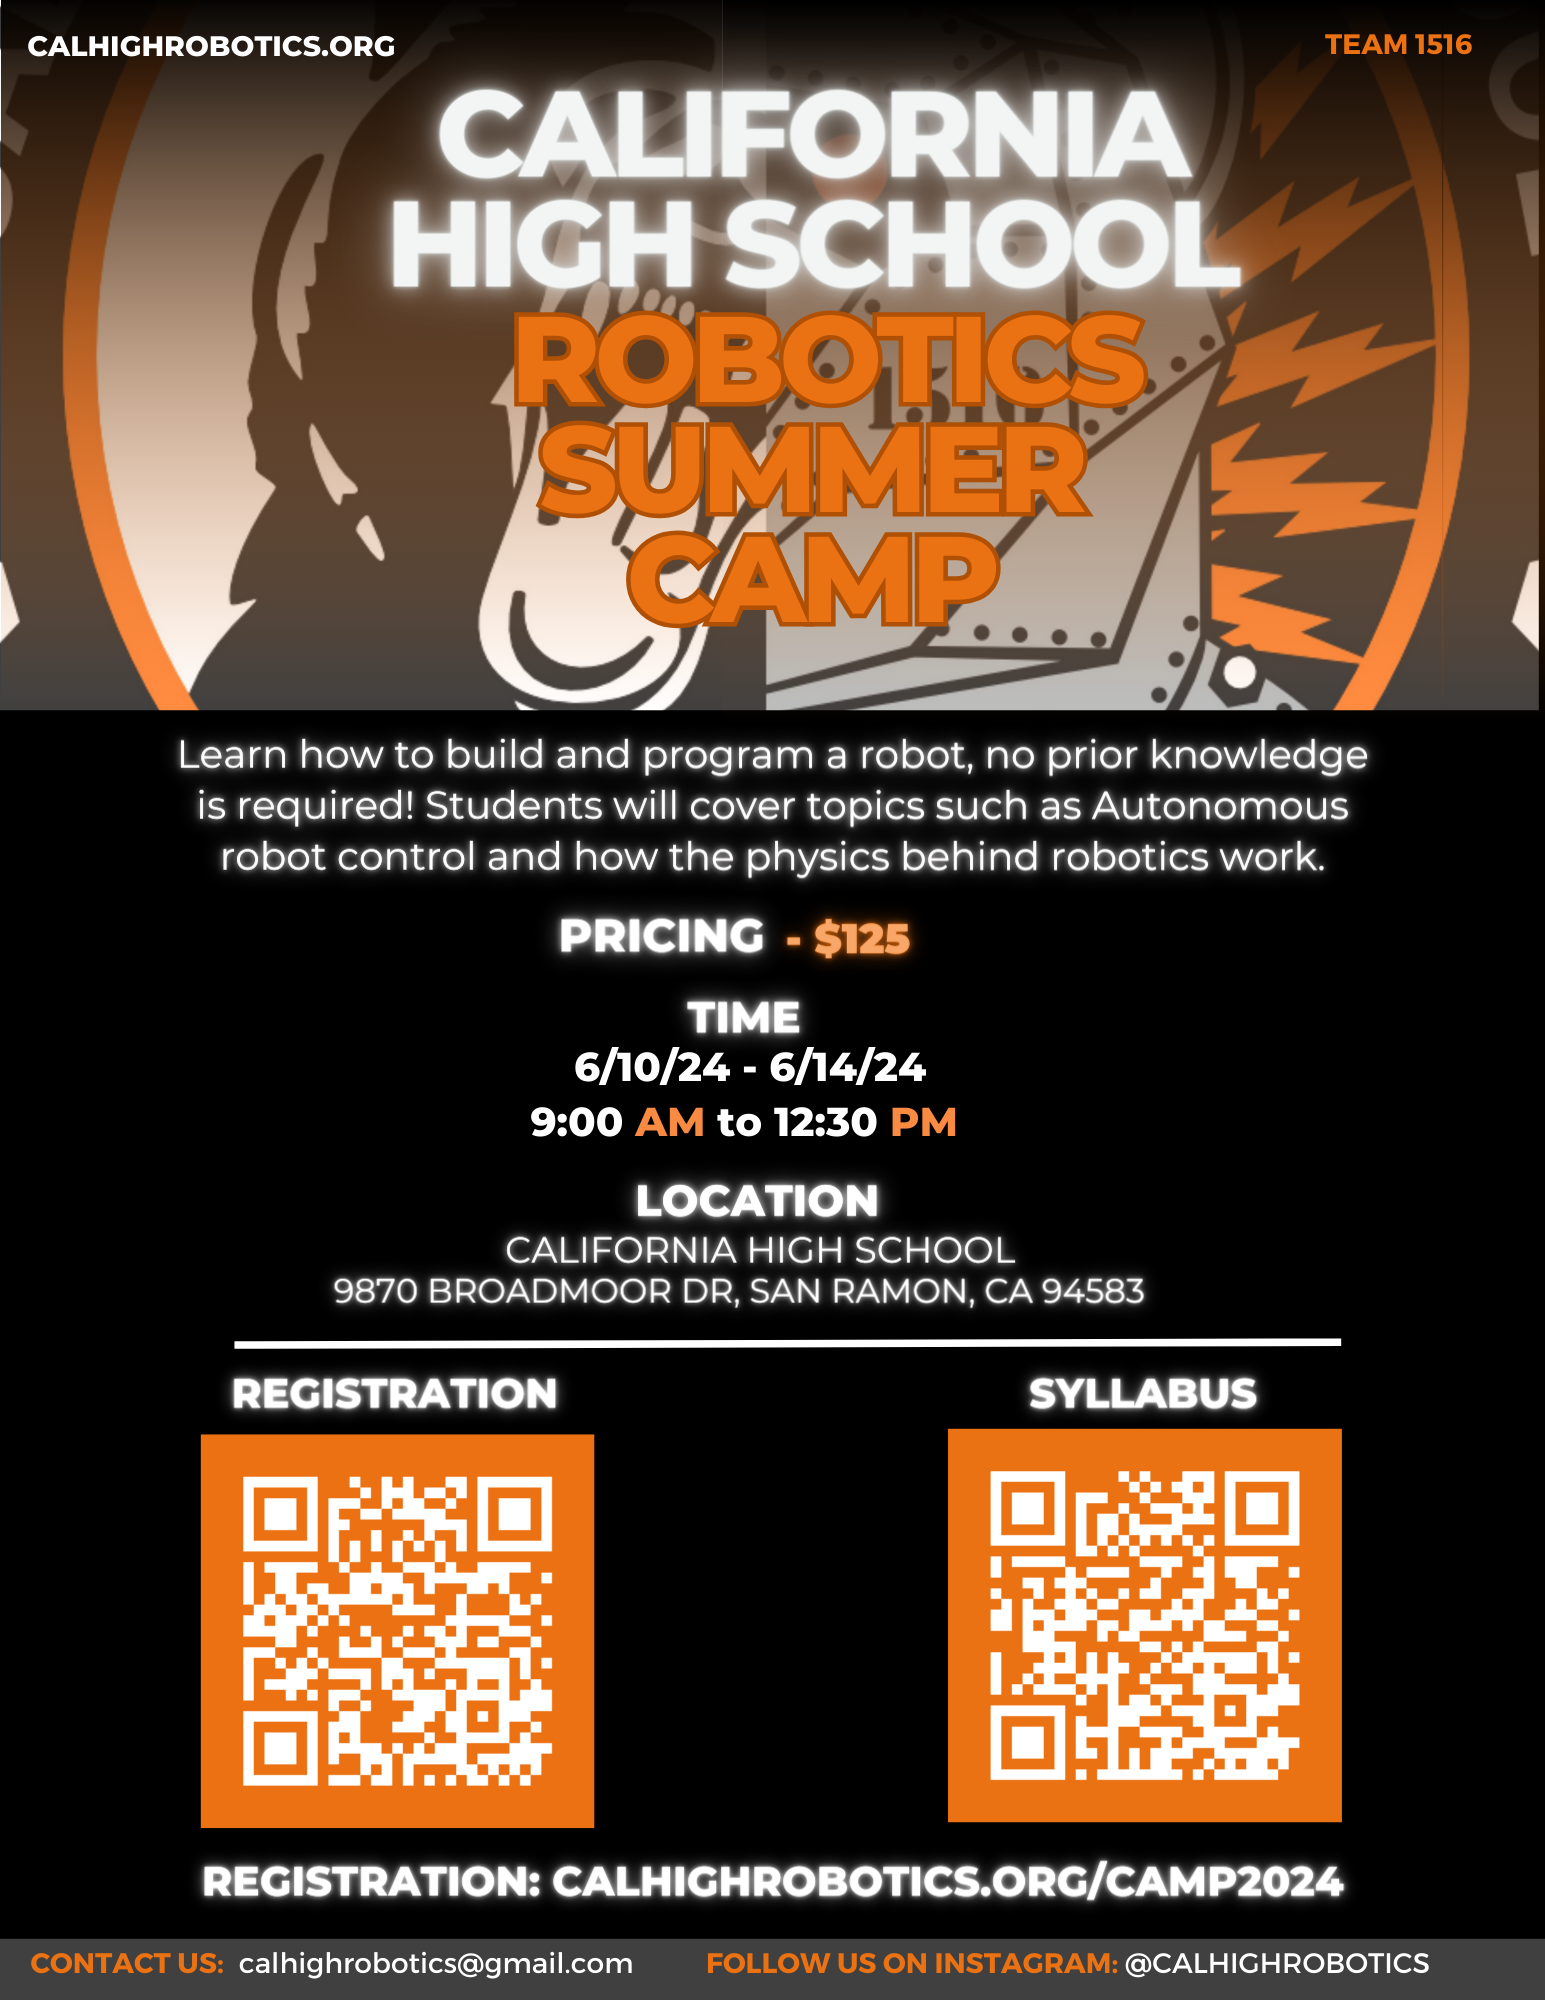 CALHIGHROBOTICS.ORG
TEAM 1516
CALIFORNIA
HIGH SCHOOL
ROBOTICS
SUMMER
CAMP
1516
Learn how to build and program a robot, no prior knowledge
is required! Students will cover topics such as Autonomous
robot control and how the physics behind robotics work.
PRICING - $125
TIME
6/10/24 - 6/14/24
9:00 AM to 12:30 PM
LOCATION
CALIFORNIA HIGH SCHOOL
9870 BROADMOOR DR, SAN RAMON, CA 94583
REGISTRATION
SYLLABUS
REGISTRATION: CALHIGHROBOTICS.ORG/CAMP2024
CONTACT US: calhighrobotics@gmail.com
FOLLOW US ON INSTAGRAM: @CALHIGHROBOTICS